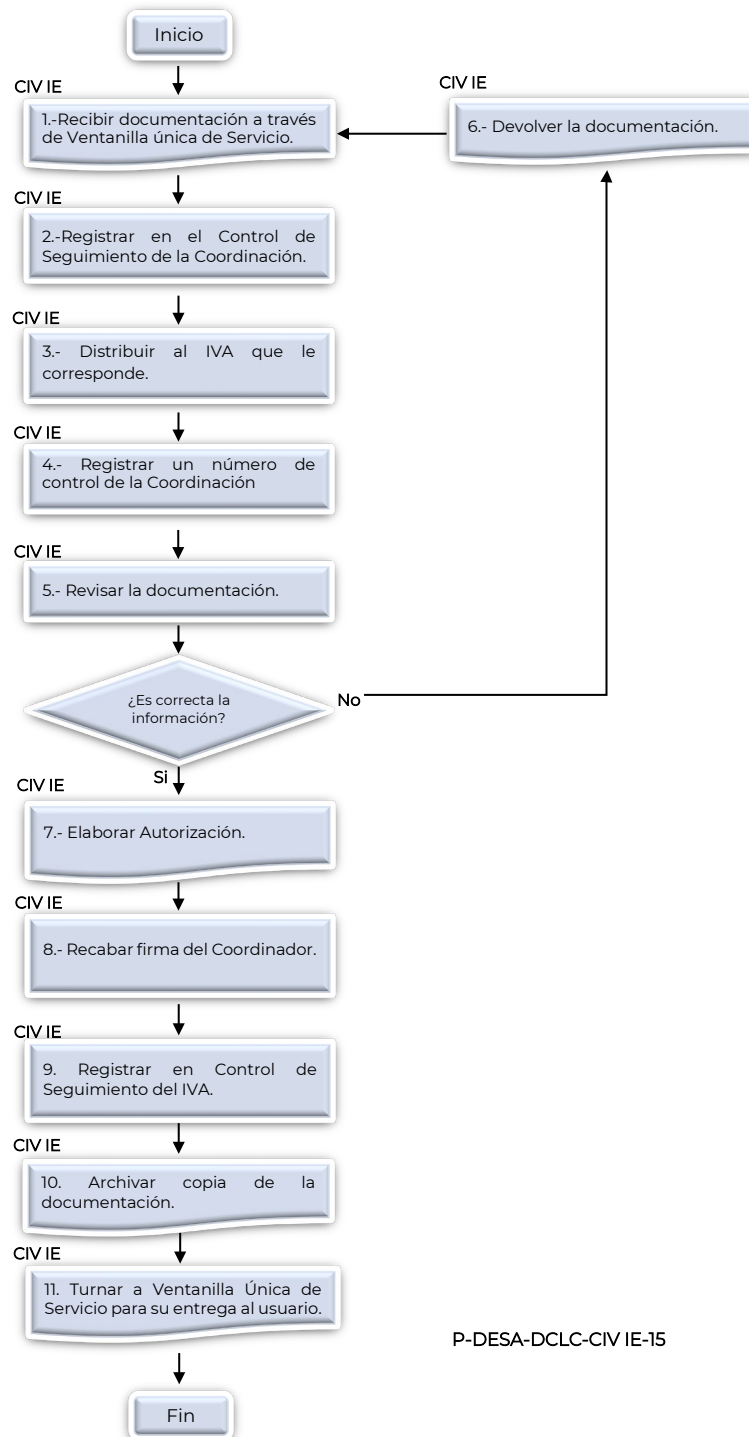 Inicio
CIV IE
1.-Recibir documentación a través
de Ventanilla única de Servicio.
CIV IE
6.- Devolver la documentación.
CIV IE
2.-Registrar en el Control de
Seguimiento de la Coordinación.
CIV IE
3.- Distribuir al IVA que le
corresponde.
CIV IE
4.- Registrar un número de
control de la Coordinación
CIV IE
5.- Revisar la documentación.
¿Es correcta la
información?
No
Si
CIV IE
7.- Elaborar Autorización.
CIV IE
8.- Recabar firma del Coordinador.
CIV IE
9. Registrar en Control de
Seguimiento del IVA.
CIV IE
10. Archivar copia de la
documentación.
CIV IE
11. Turnar a Ventanilla Única de
Servicio para su entrega al usuario.
P-DESA-DCLC-CIV IE-15
Fin